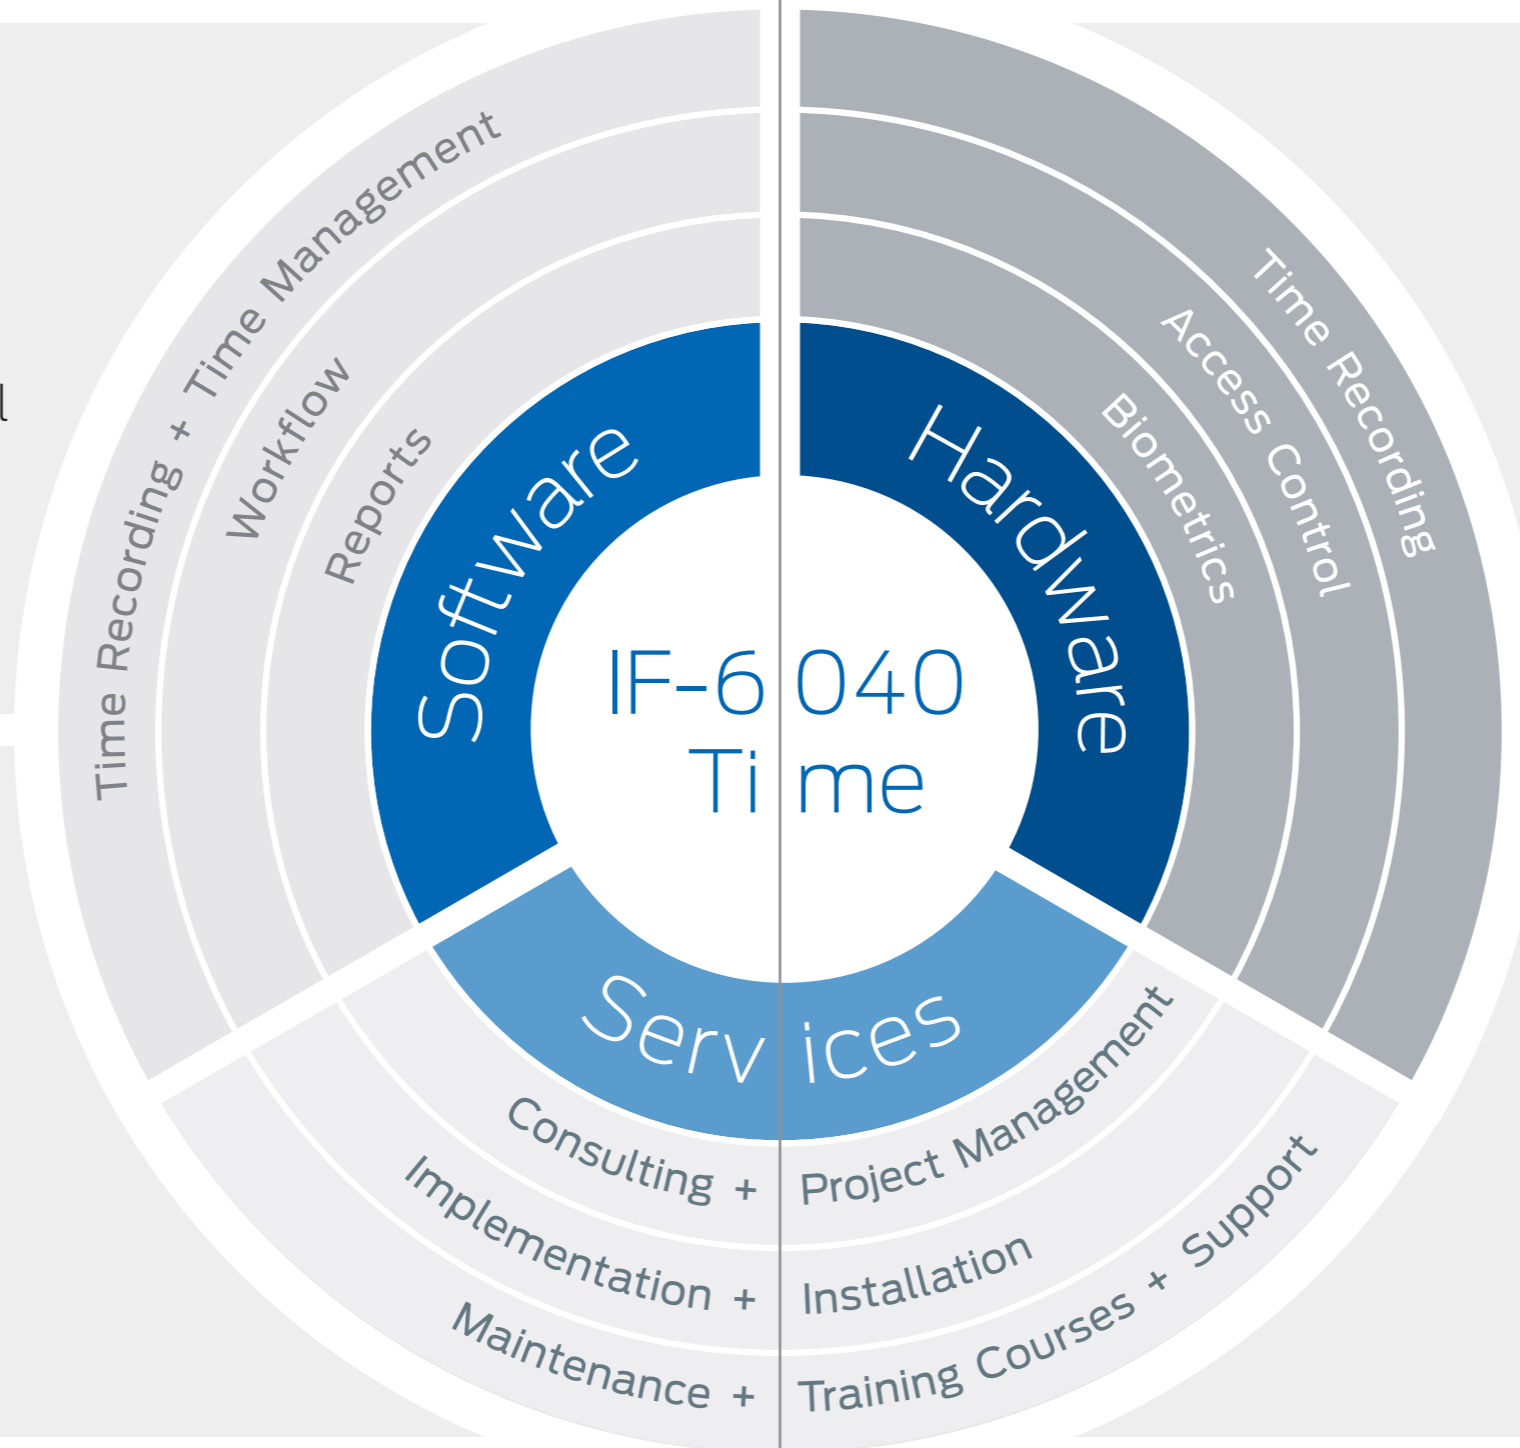 l
Time Recording + Time Management
Workflow
Reports
Software
Time Recording
Access Control
Biometrics
Hardware
IF-6040
Time
Services
Consulting + Project Management
Implementation + Installation
Maintenance + Training Courses + Support